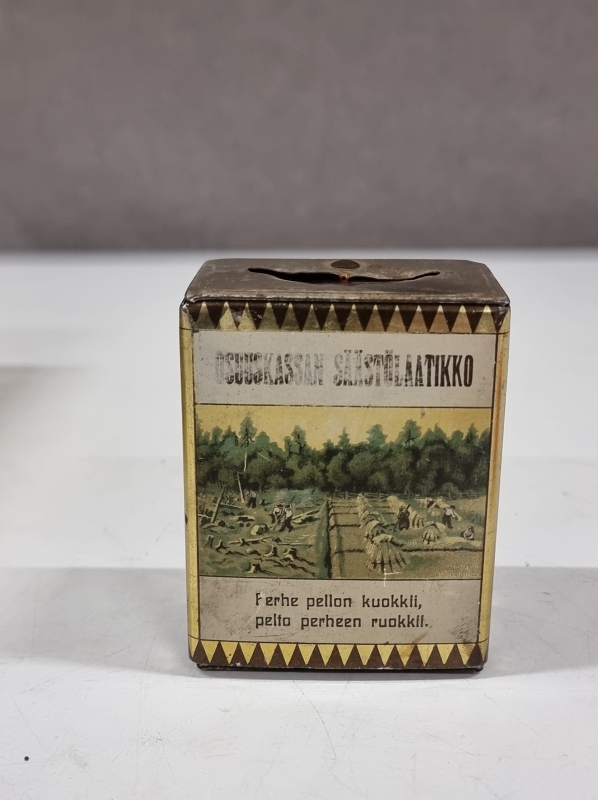 OSUUSKASSAN SÄÄSTÖLAATIKKO
Perhe pellon kuokkii,
pelto perheen ruokkii.